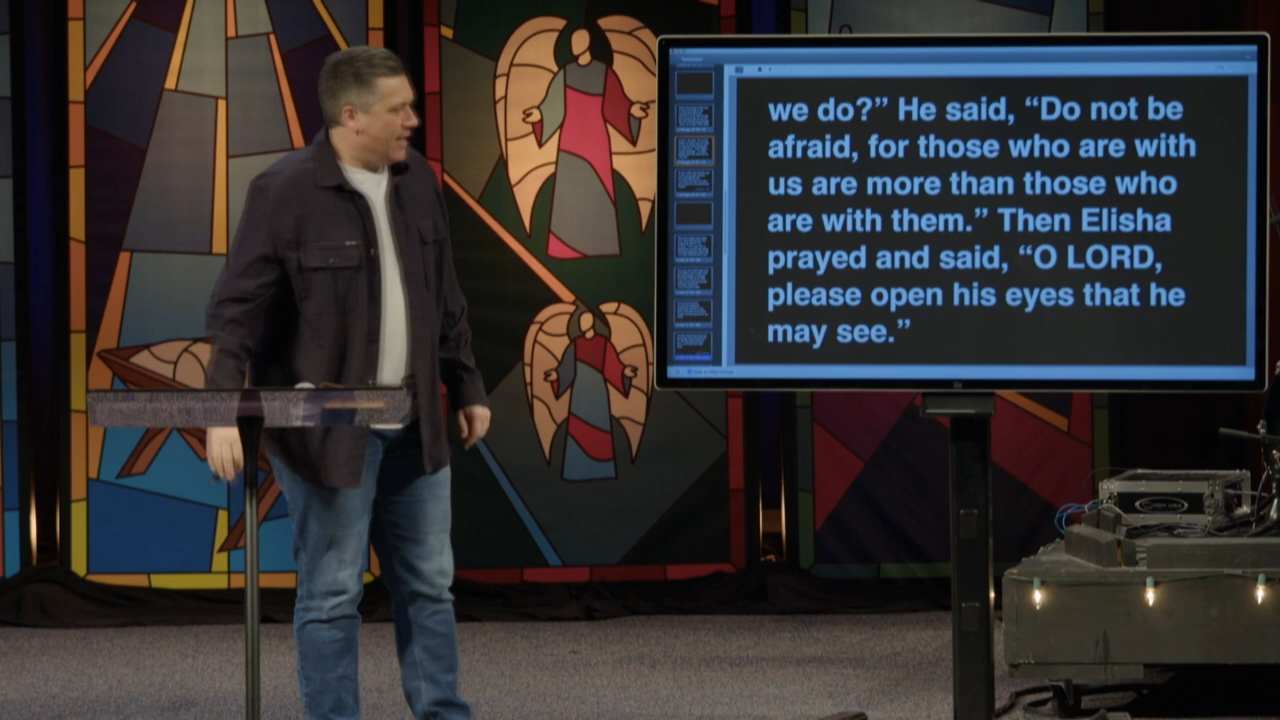 we do?” He said, “Do not be
afraid, for those who are with
us are more than those who
are with them.” Then Elisha
prayed and said, “O LORD,
please open his eyes that he
may see.”